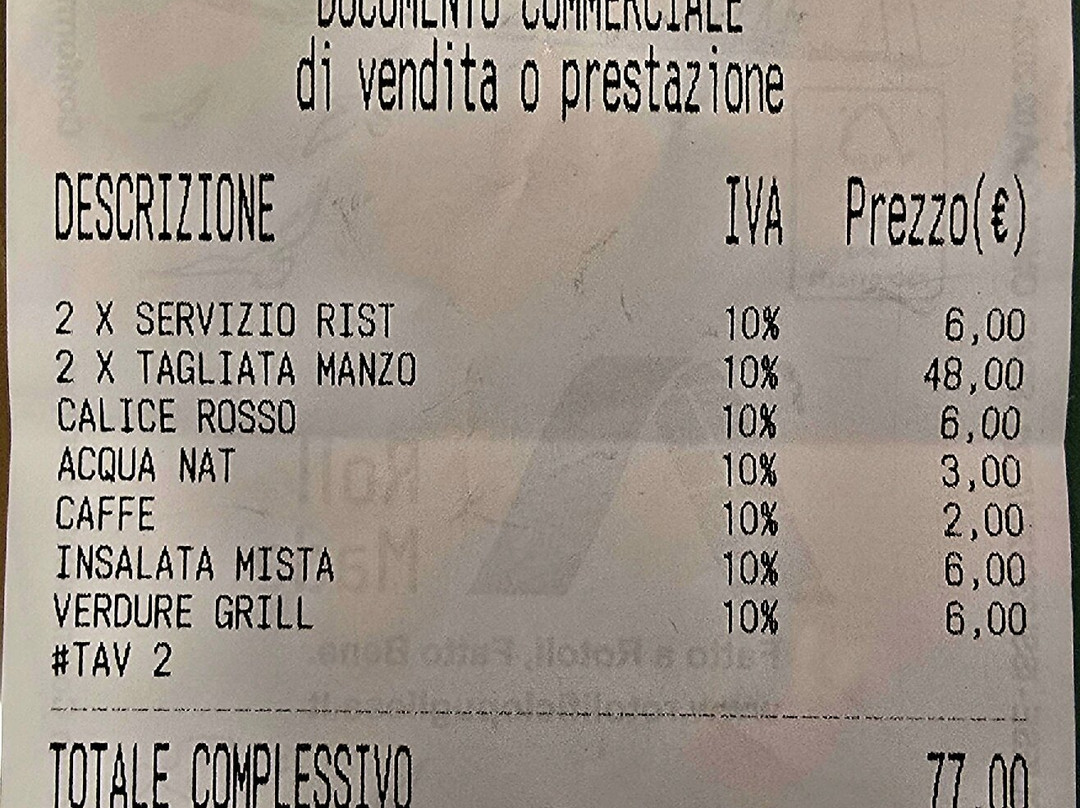 DOCUMENTO COMMERCIALE
di vendita o prestazione
DESCRIZIONE IVA Prezzo(€)
2 X SERVIZIO RIST 10% 6,00
2 X TAGLIATA MANZO 10% 48,00
CALICE ROSSO 10% 6,00
ACQUA NAT 10% 3,00
CAFFE 10% 2,00
INSALATA MISTA 10% 6,00
VERDURE GRILL 10% 6,00
#TAV 2
TOTALE COMPLESSIVO 77,00